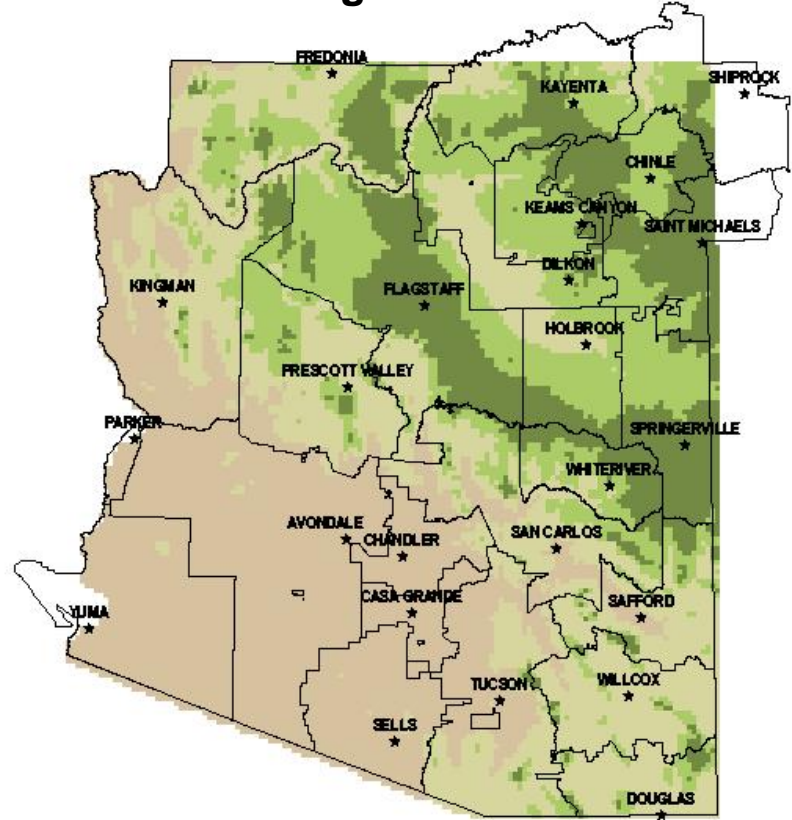 FREDONIA
SHIPROCK
KAYENTA
CHINLE
KEAMS CANYON
SAINT MICHAELS
DILKON
KINGMAN
FLAGSTAFF
HOLBROOK
PRESCOTT VALLEY
PARKER
SPRINGERVILLE
WHITERIVER
AVONDALE
CHANDLER
SAN CARLOS
CASA GRANDE
SAFFORD
YUMA
TUCSON
WILLCOX
SELLS
DOUGLAS